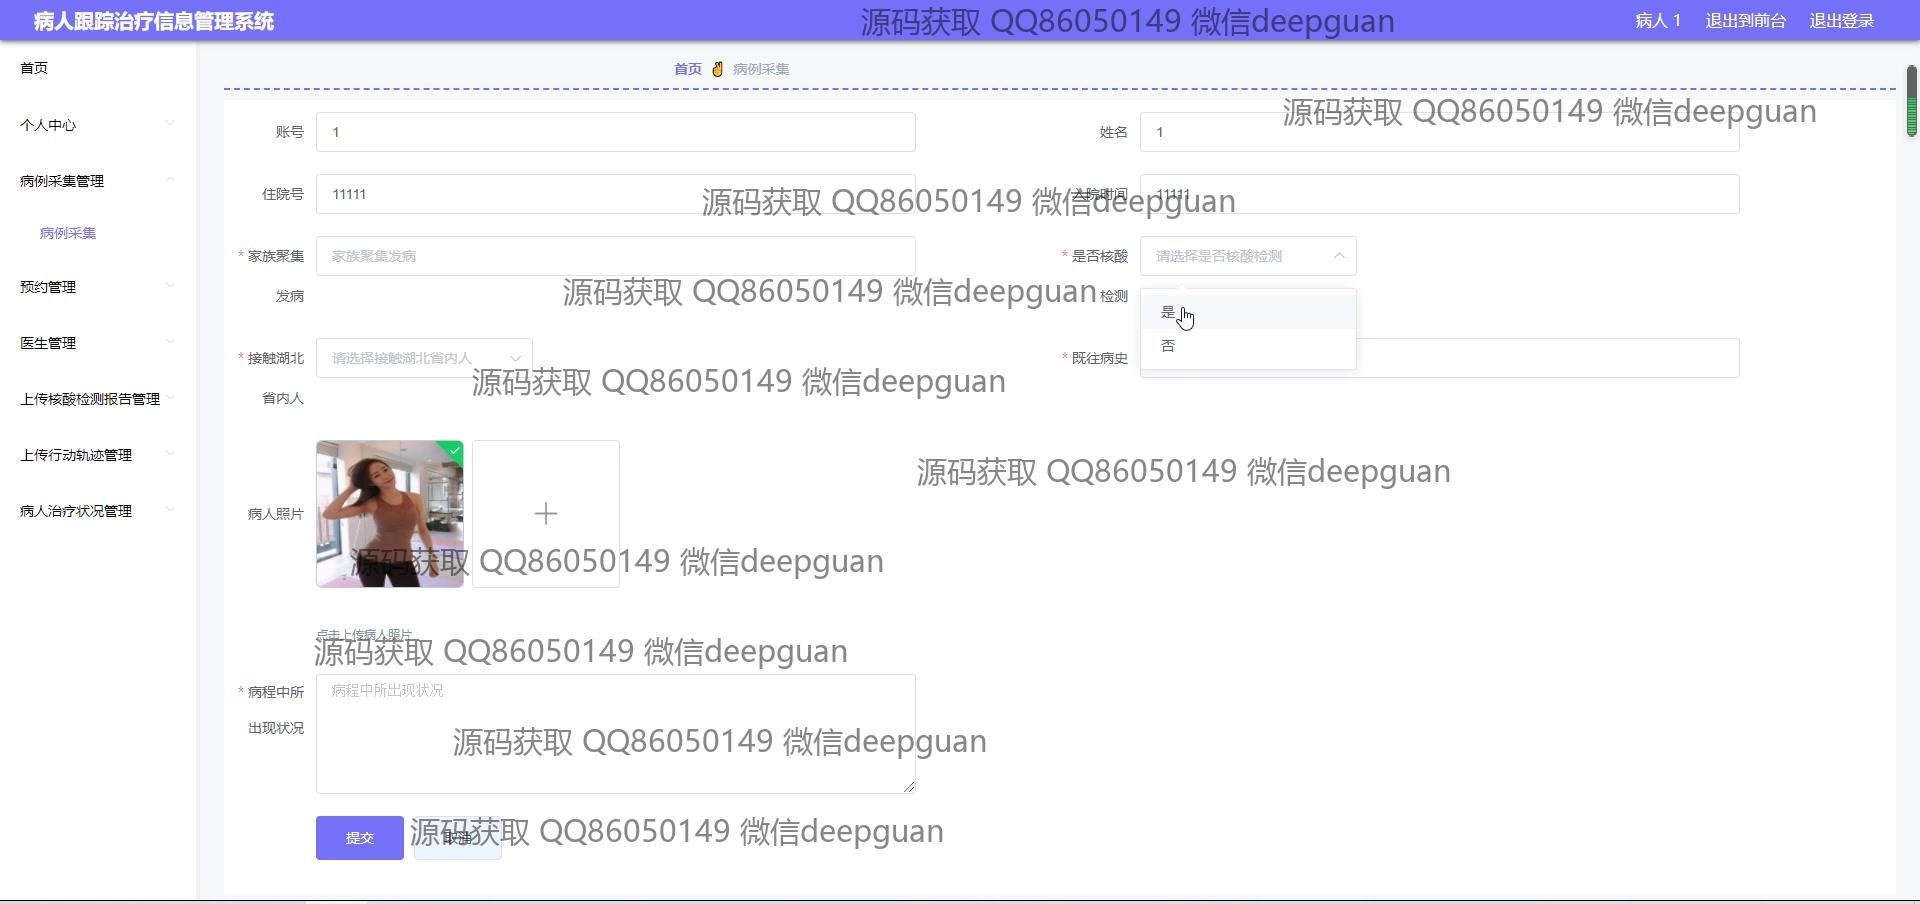 病人跟踪治疗信息管理系统
源码获取 QQ86050149 微信deepguan
病人 1
退出到前台
退出登录
首页
个人中心
病例采集管理
病例采集
预约管理
医生管理
上传核酸检测报告管理
上传行动轨迹管理
病人治疗状况管理
首页 ✌ 病例采集
源码获取 QQ86050149 微信deepguan
账号 1
姓名 1
住院号 11111
源码获取 QQ86050149 微信deepguan
入院时间 11111
* 家族聚集发病
家族聚集发病
* 是否核酸检测
请选择是否核酸检测
源码获取 QQ86050149 微信deepguan
是
否
* 接触湖北省内人
请选择接触湖北省内人
* 既往病史
源码获取 QQ86050149 微信deepguan
源码获取 QQ86050149 微信deepguan
病人照片
源码获取 QQ86050149 微信deepguan
点击上传病人照片
源码获取 QQ86050149 微信deepguan
* 病程中所出现状况
病程中所出现状况
源码获取 QQ86050149 微信deepguan
提交
取消
源码获取 QQ86050149 微信deepguan